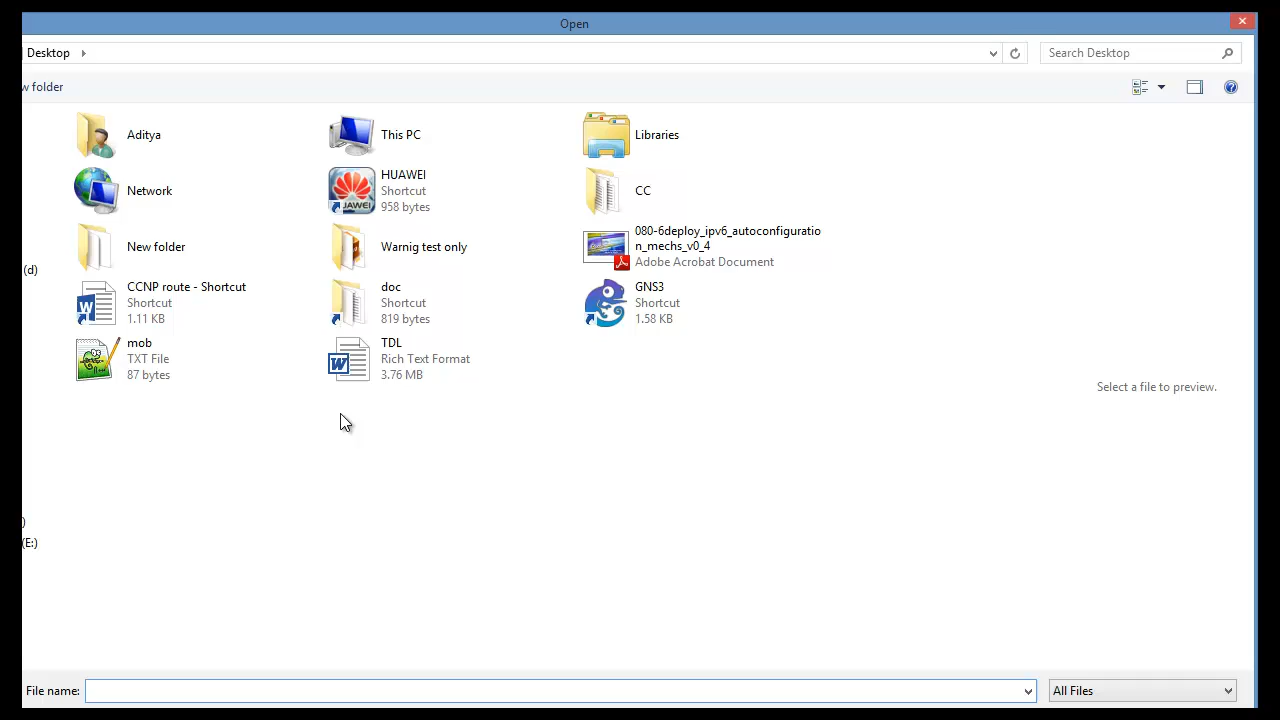 Open
Desktop
Search Desktop
w folder
Aditya
This PC
Libraries
Network
HUAWEI
Shortcut
958 bytes
JAWEI
CC
New folder
Warnig test only
080-6deploy_ipv6_autoconfiguratio
n_mechs_v0_4
Adobe Acrobat Document
(d)
CCNP route - Shortcut
Shortcut
1.11 KB
doc
Shortcut
819 bytes
GNS3
Shortcut
1.58 KB
mob
TXT File
87 bytes
TDL
Rich Text Format
3.76 MB
Select a file to preview.
)
(E:)
File name:
All Files